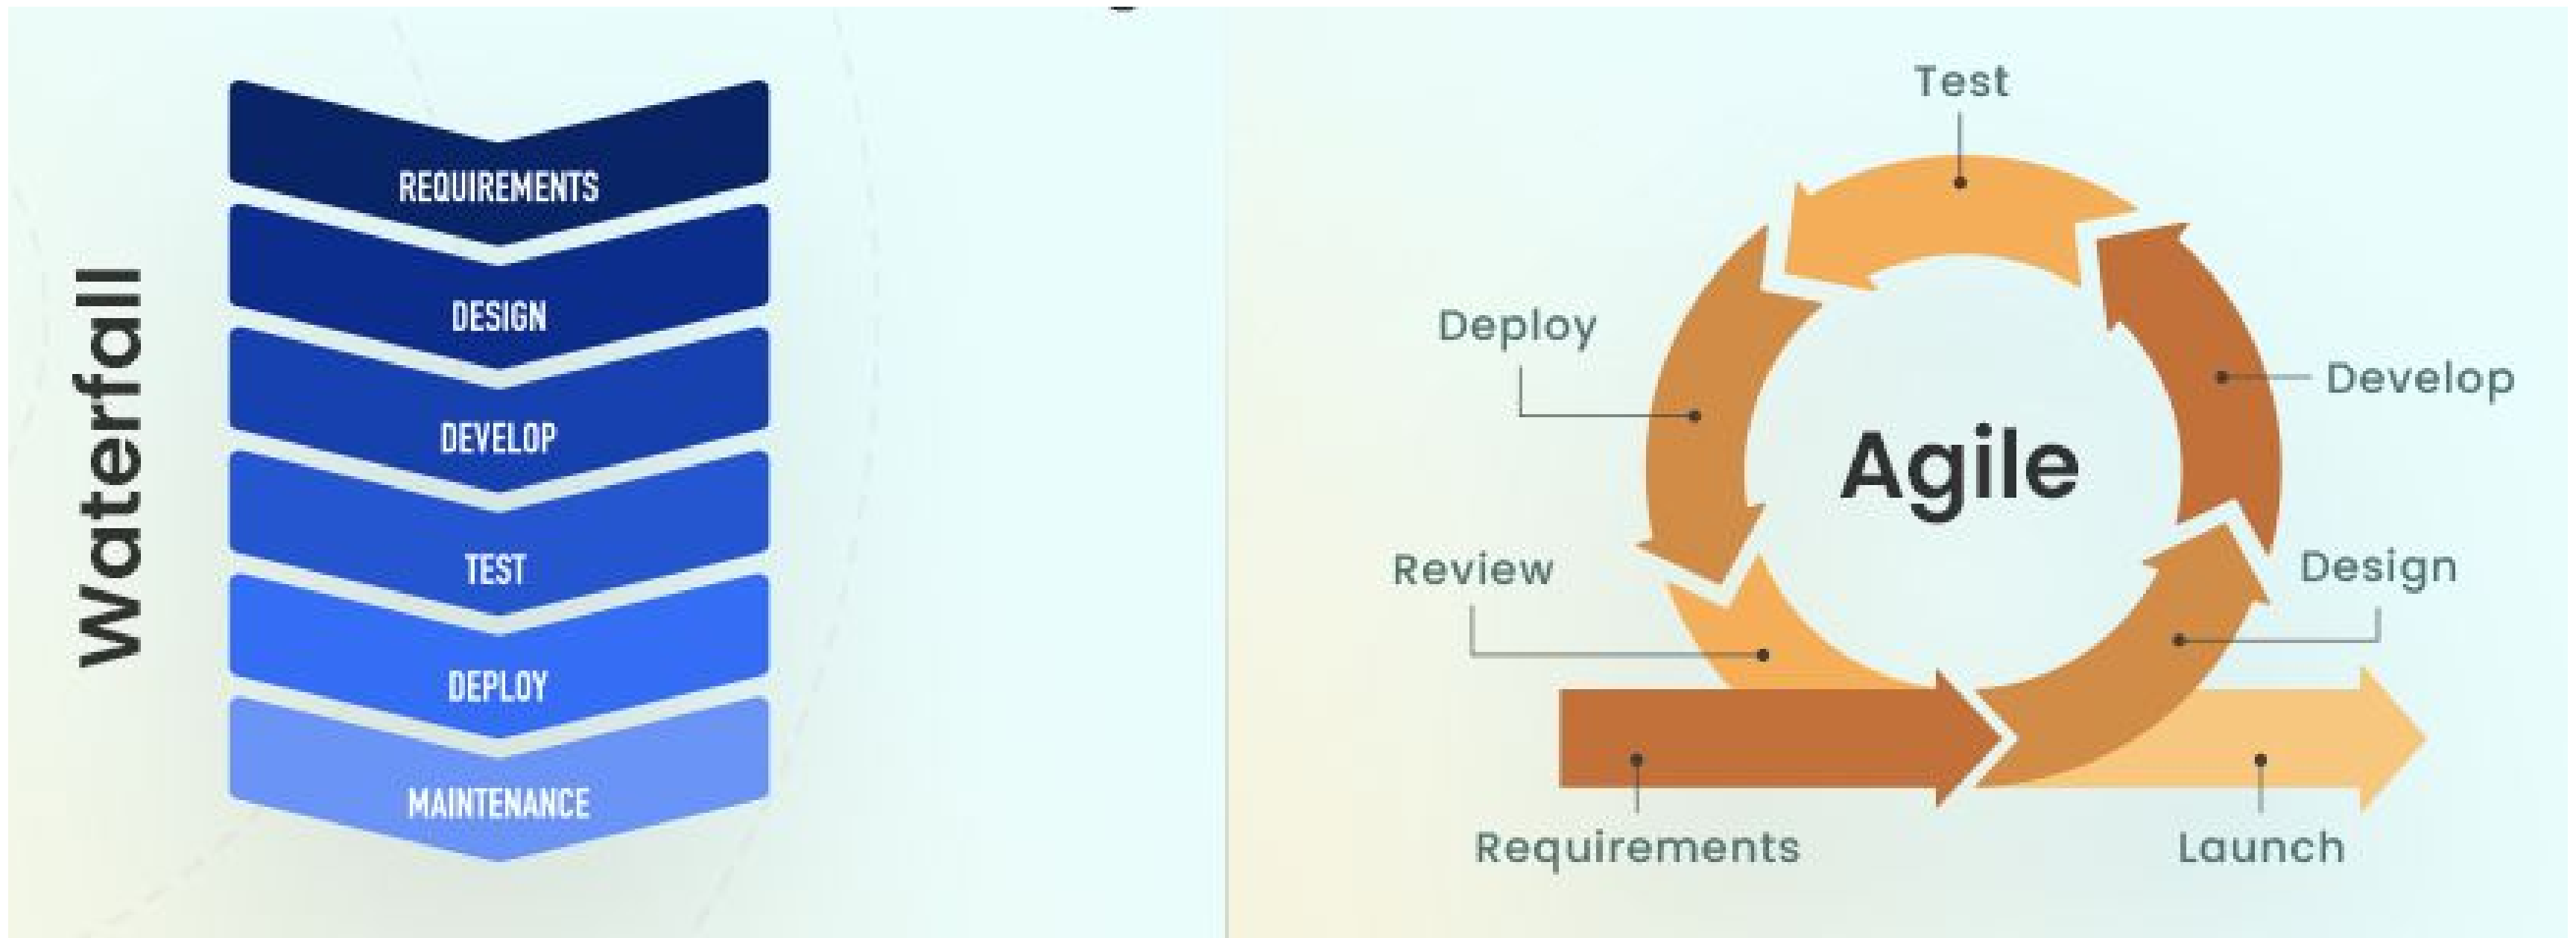 Waterfall
REQUIREMENTS
DESIGN
DEVELOP
TEST
DEPLOY
MAINTENANCE
Test
Deploy
Develop
Agile
Review
Design
Requirements
Launch